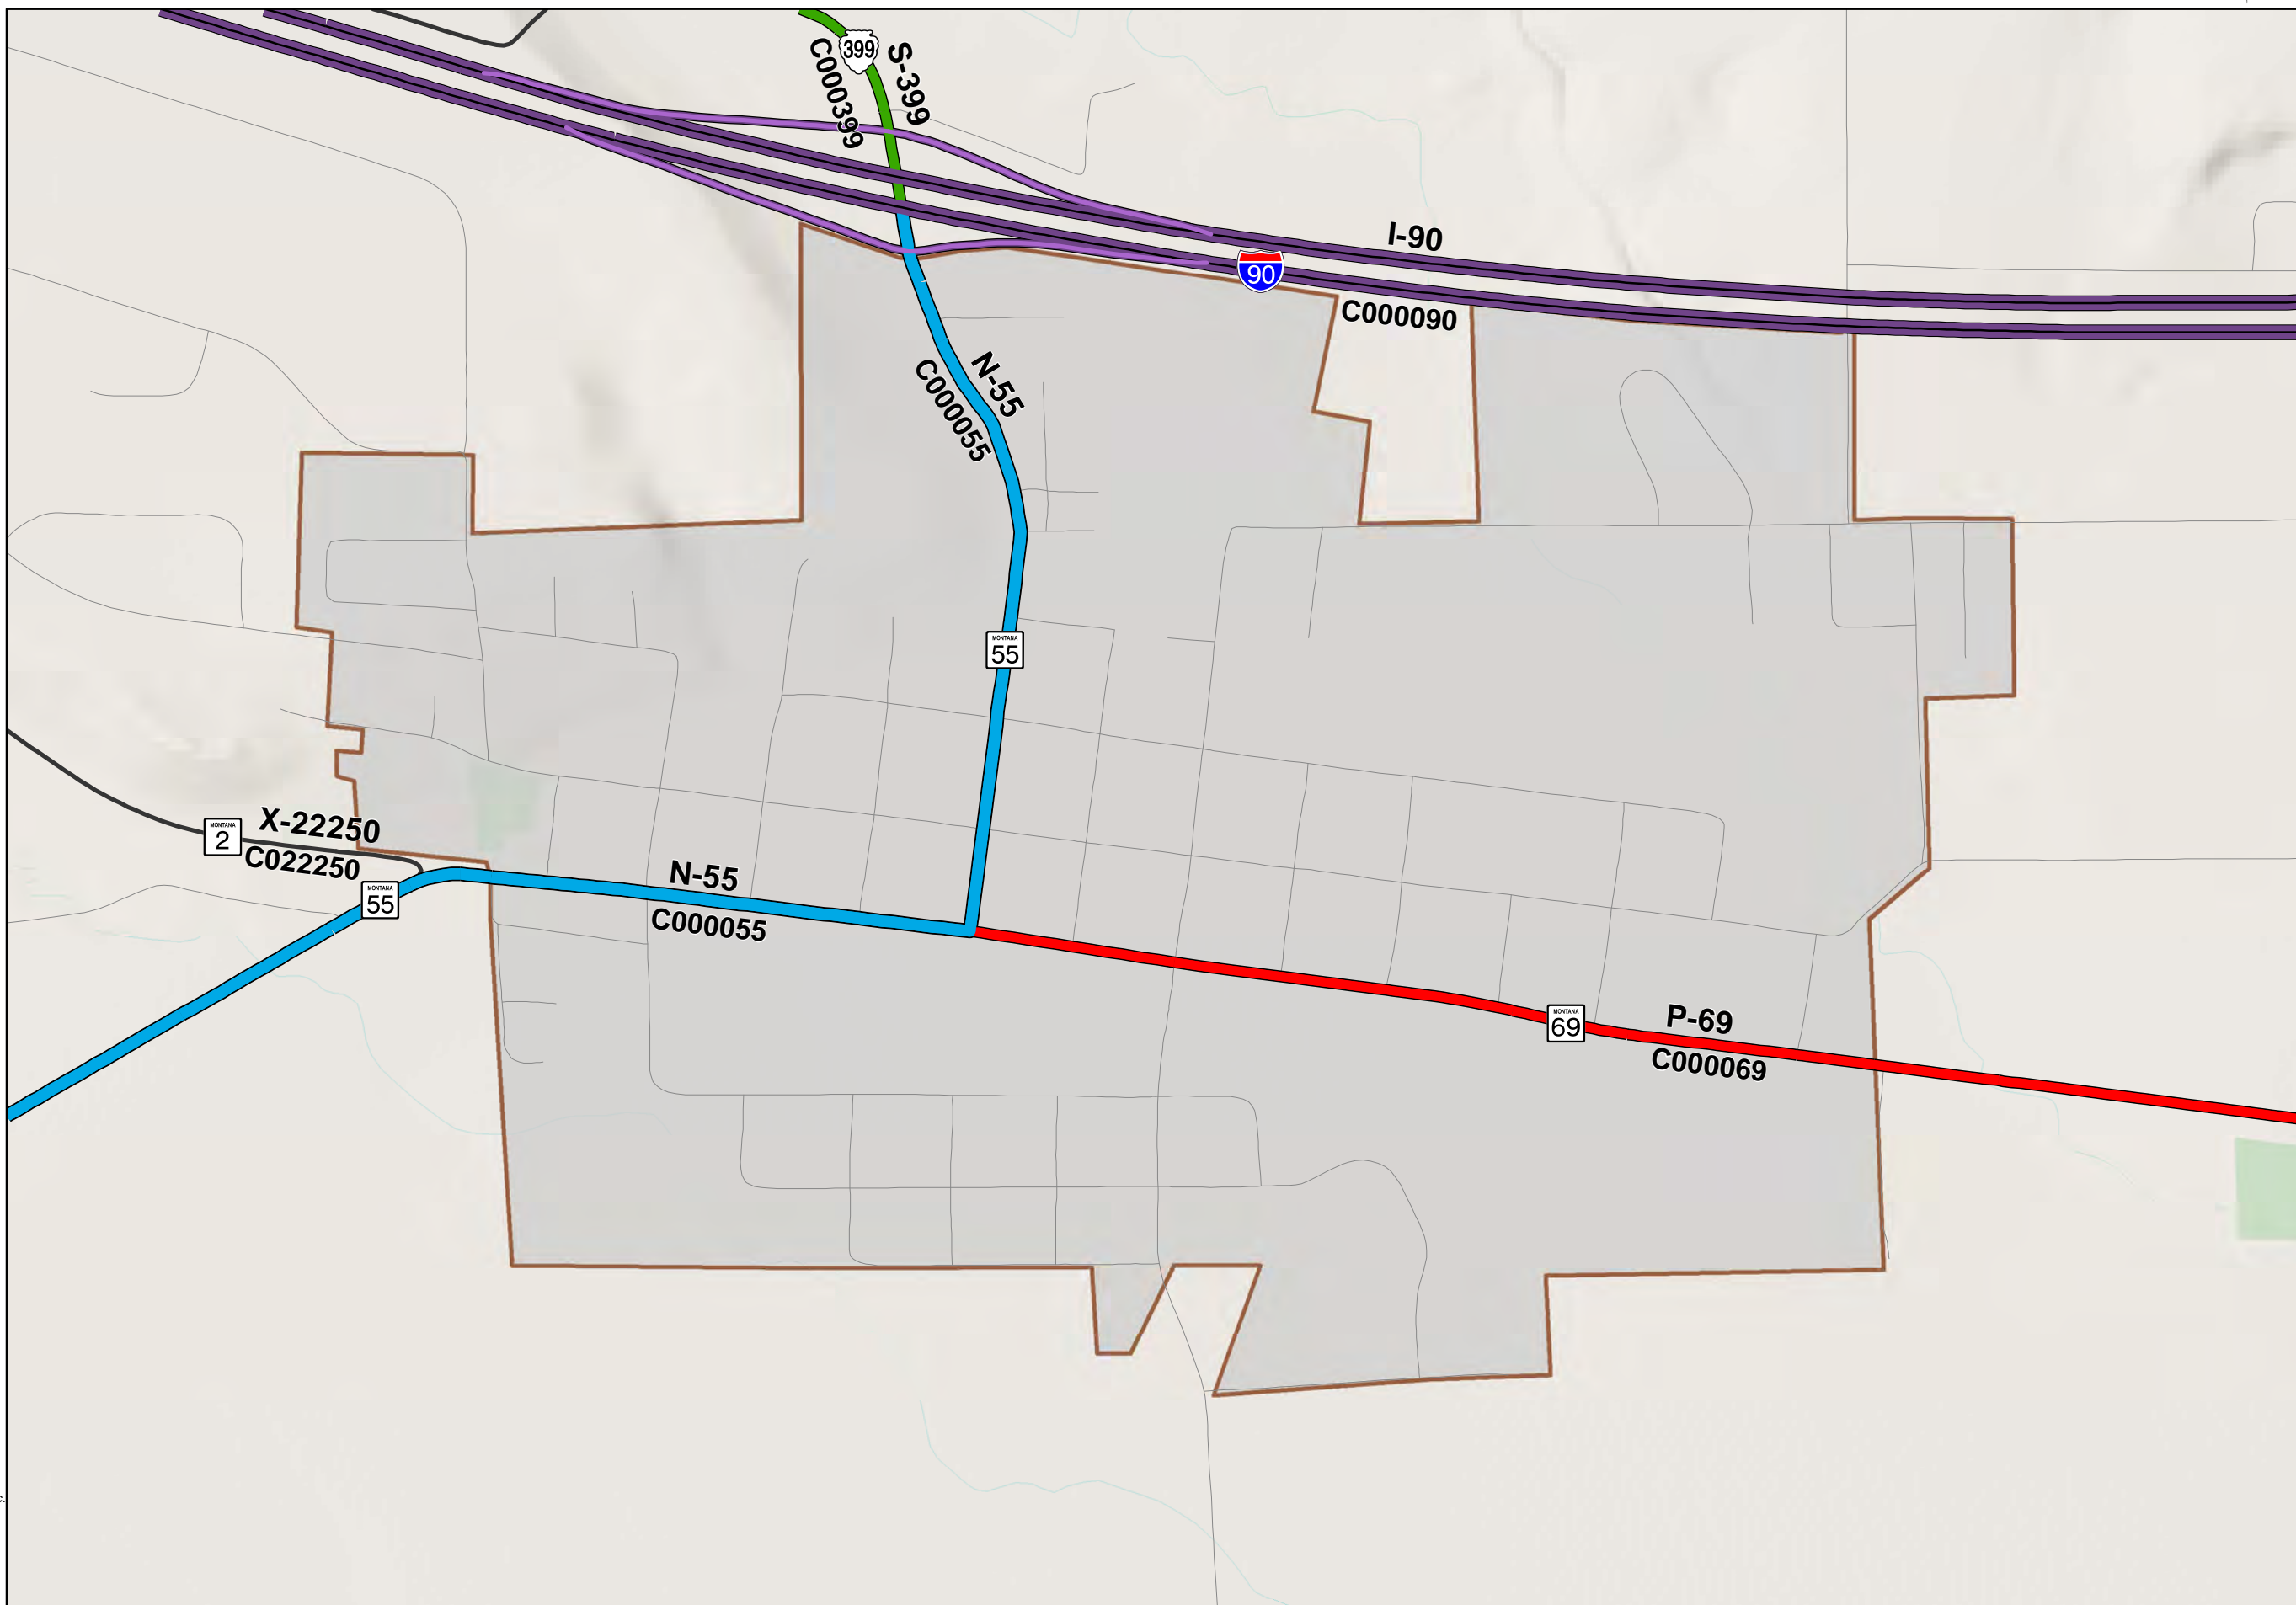 399
S-399
C000399
I-90
90
C000090
N-55
C000055
MONTANA
55
X-22250
MONTANA
2
C022250
MONTANA
55
N-55
C000055
MONTANA
69
P-69
C000069